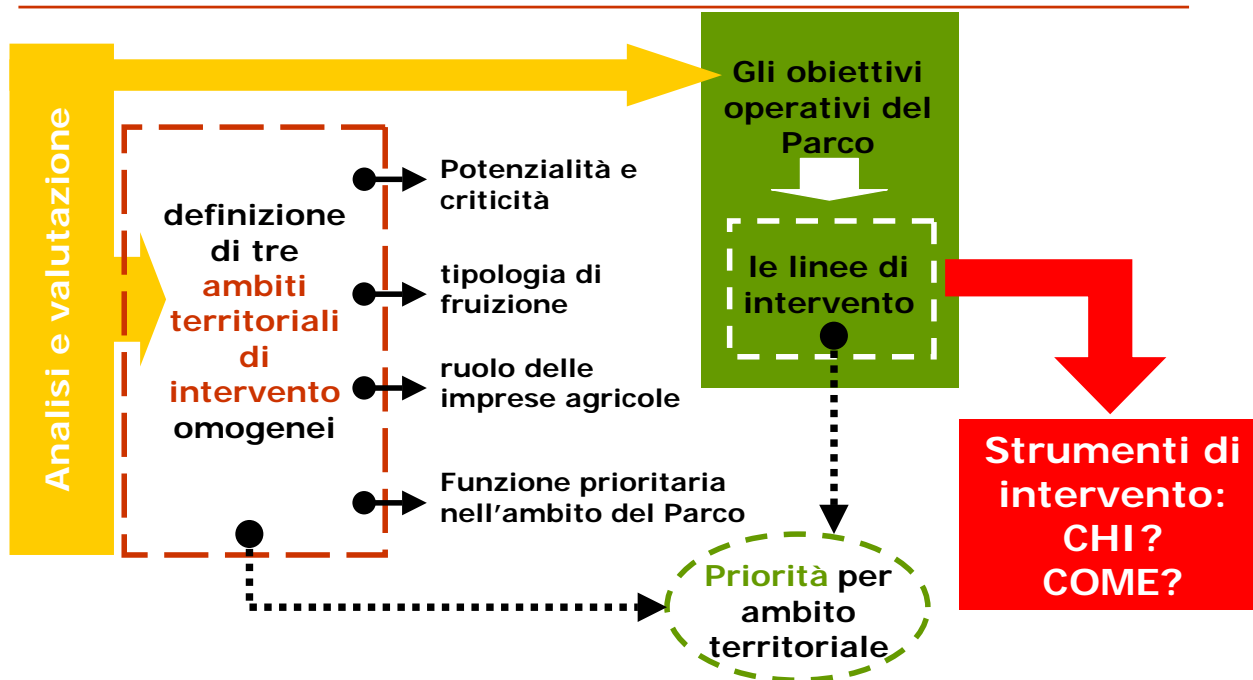 Analisi e valutazione
definizione
di tre
ambiti
territoriali
di
intervento
omogenei
Potenzialità e
criticità
tipologia di
fruizione
ruolo delle
imprese agricole
Funzione prioritaria
nell'ambito del Parco
Gli obiettivi
operativi del
Parco
le linee di
intervento
Priorità per
ambito
territoriale
Strumenti di
intervento:
CHI?
COME?